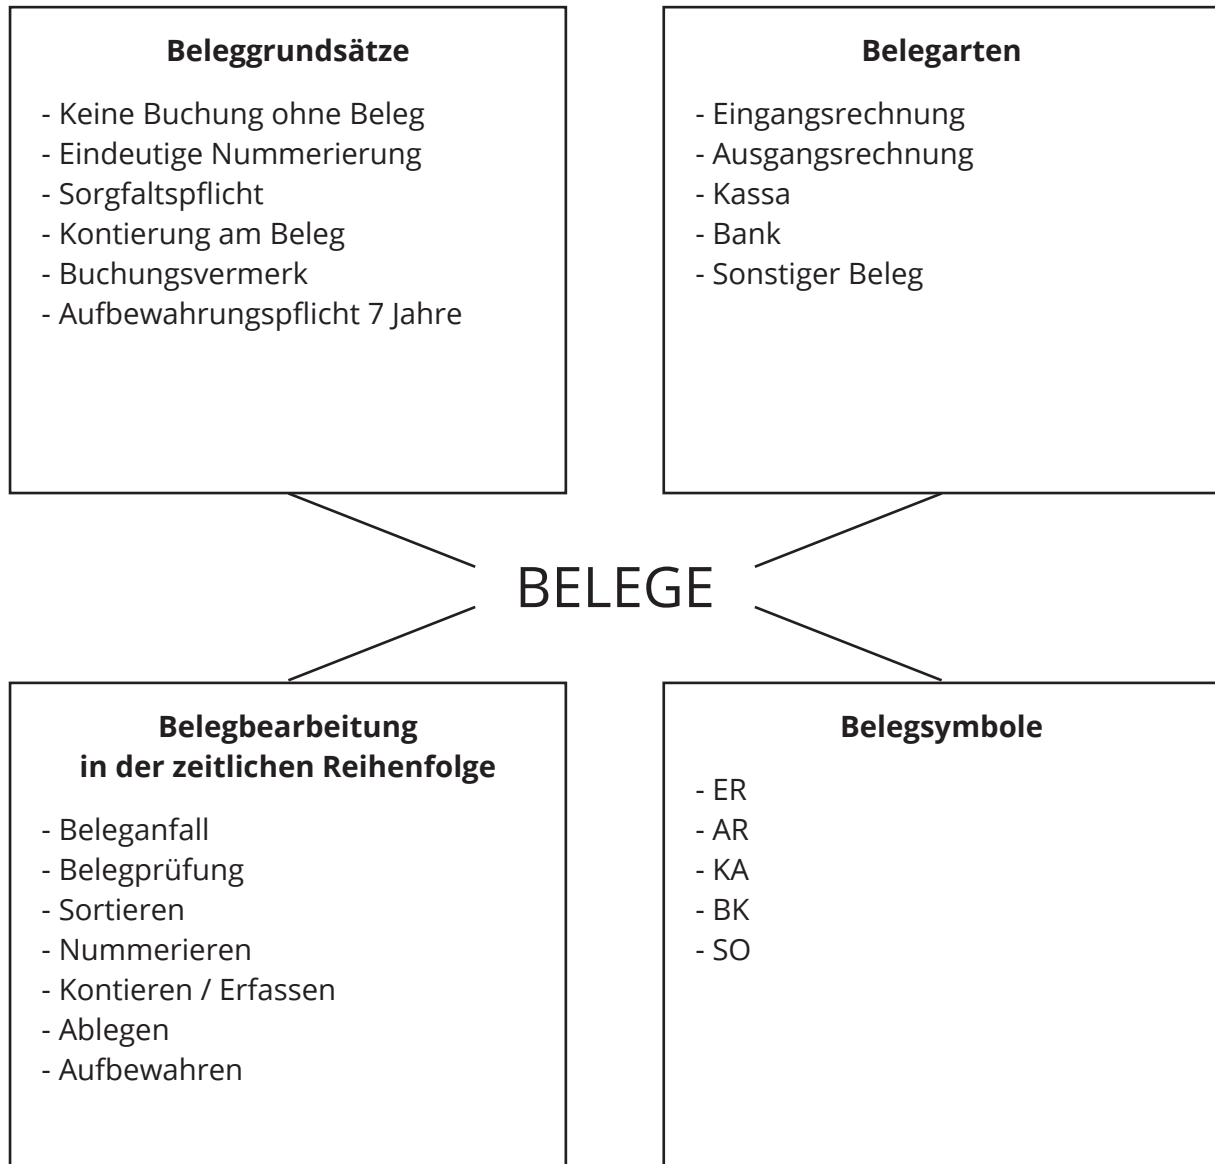 Beleggrundsätze
- Keine Buchung ohne Beleg
- Eindeutige Nummerierung
- Sorgfaltspflicht
- Kontierung am Beleg
- Buchungsvermerk
- Aufbewahrungspflicht 7 Jahre
Belegarten
- Eingangsrechnung
- Ausgangsrechnung
- Kassa
- Bank
- Sonstiger Beleg
BELEGE
Belegbearbeitung
in der zeitlichen Reihenfolge
- Beleganfall
- Belegprüfung
- Sortieren
- Nummerieren
- Kontieren / Erfassen
- Ablegen
- Aufbewahren
Belegsymbole
- ER
- AR
- KA
- BK
- SO